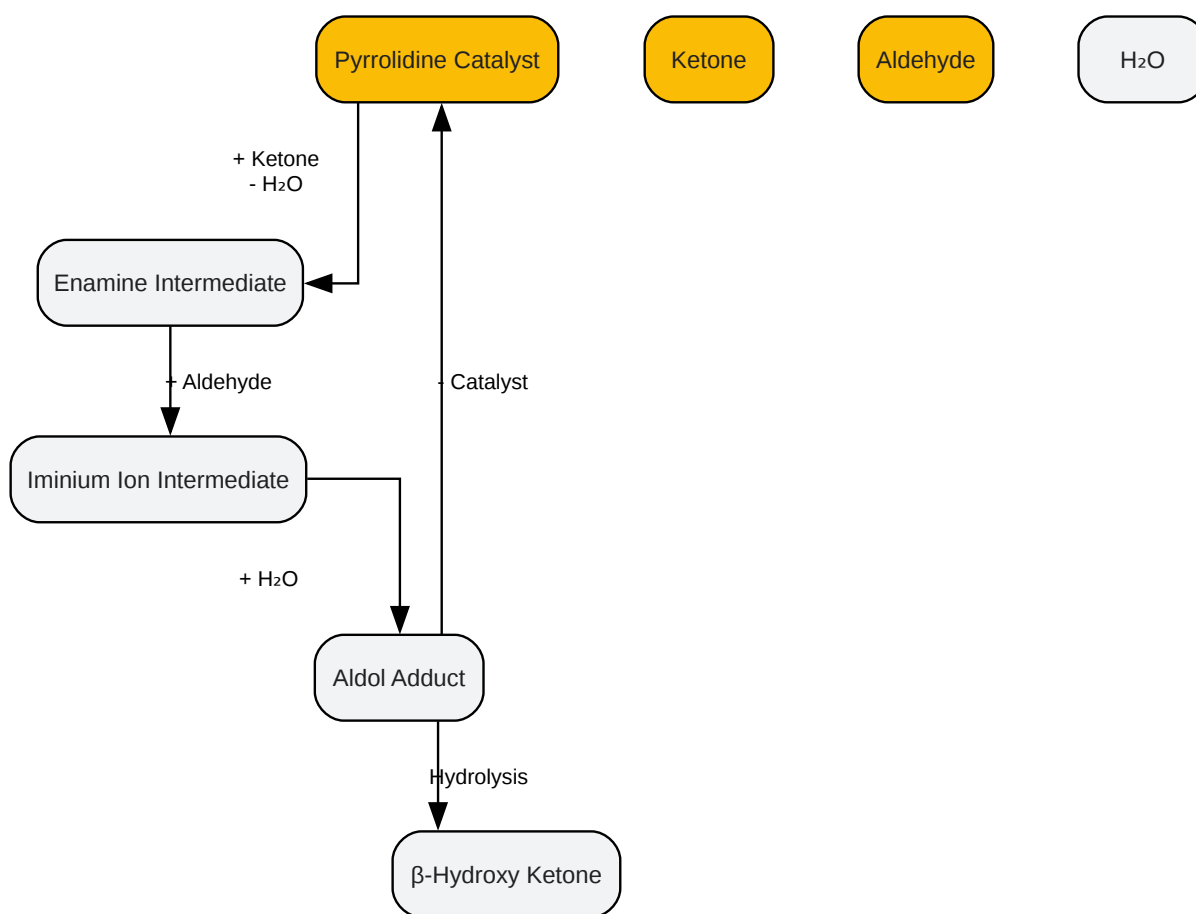 Pyrrolidine Catalyst
Ketone
Aldehyde
H₂O
+ Ketone
- H₂O
Enamine Intermediate
+ Aldehyde
- Catalyst
Iminium Ion Intermediate
+ H₂O
Aldol Adduct
Hydrolysis
β-Hydroxy Ketone